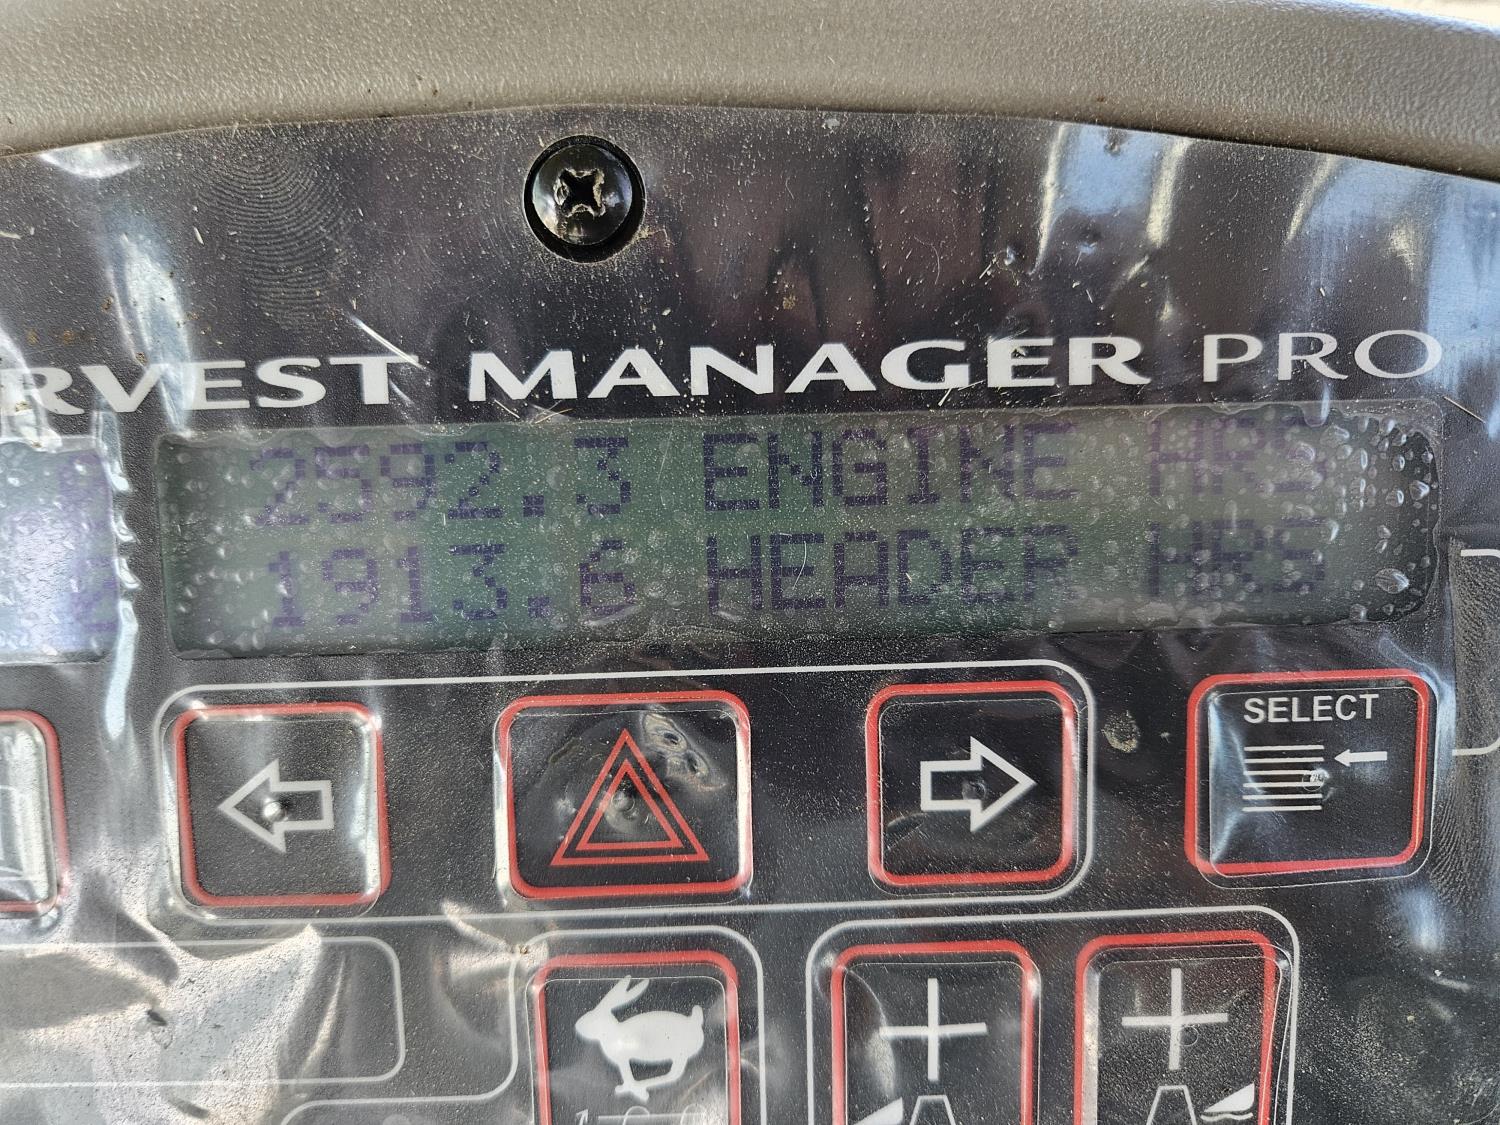 RVEST MANAGER PRO
2592.3 ENGINE HRS
1913.6 HEADER HRS
SELECT